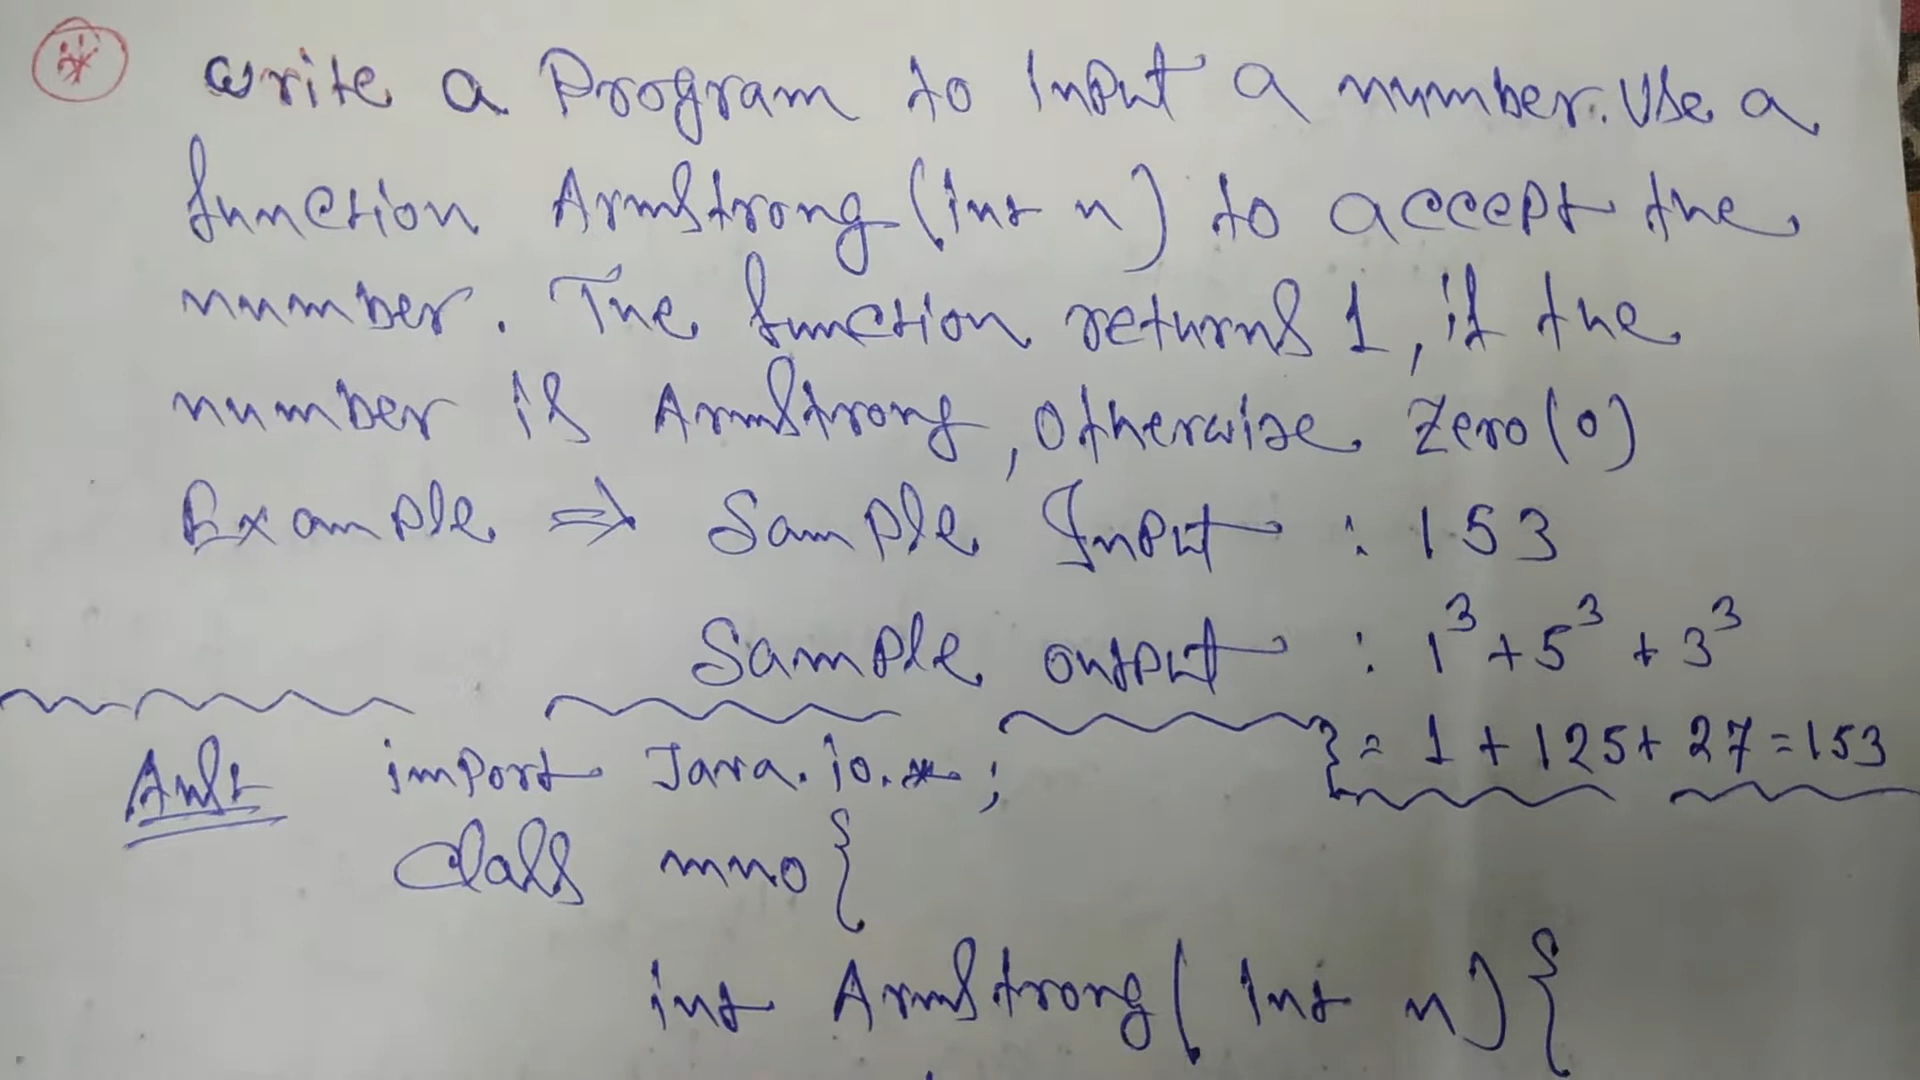 * Write a Program to Input a number. Use a
function Armstrong (int n) to accept the
number. The function returns 1, if the
number is Armstrong, otherwise zero (0)
Example ⇒ Sample Input : 153
Sample output : 1³ + 5³ + 3³
= 1 + 125 + 27 = 153
Ans: import Java.io.*;
Class mno {
int Armstrong ( Int n) {